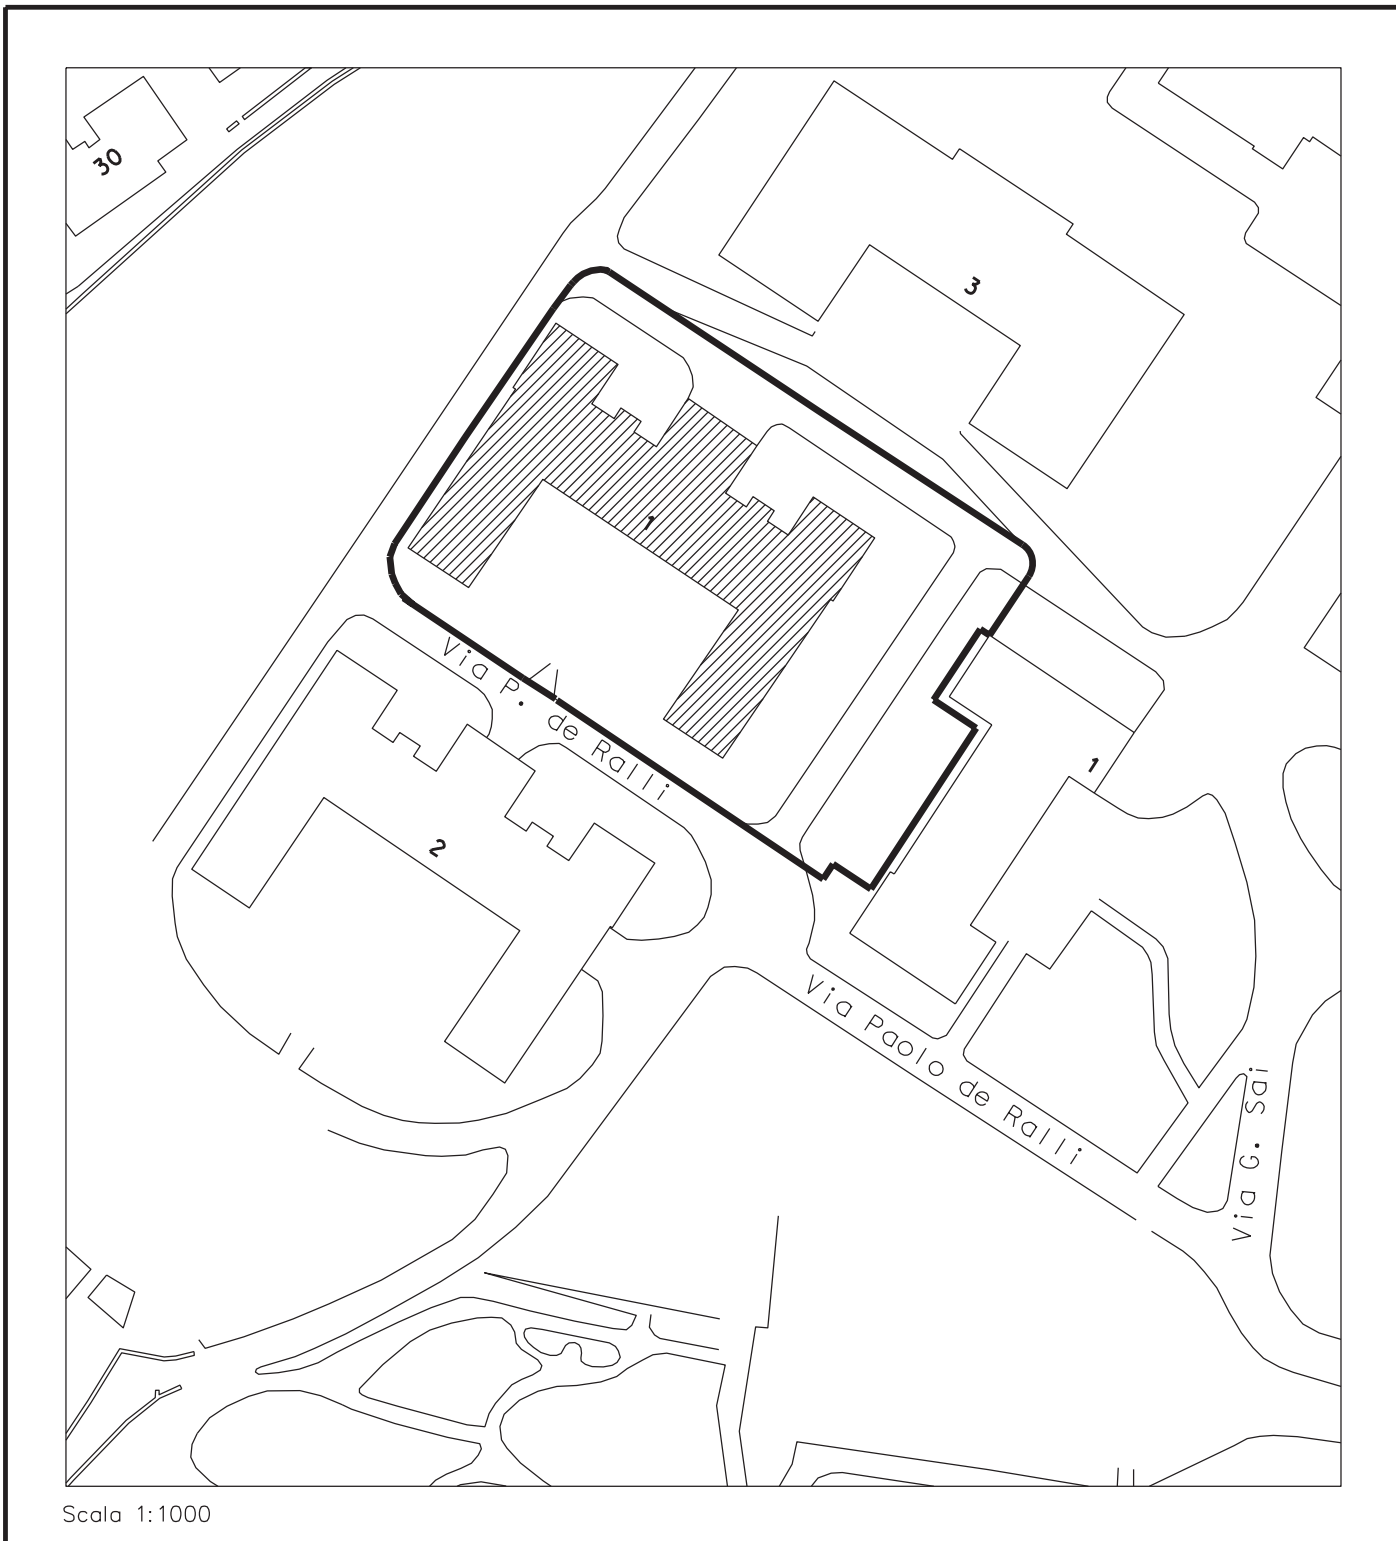 30
3
1
Via P. de Ralli
1
2
Via Paolo de Ralli
Via G. Sai
Scala 1:1000